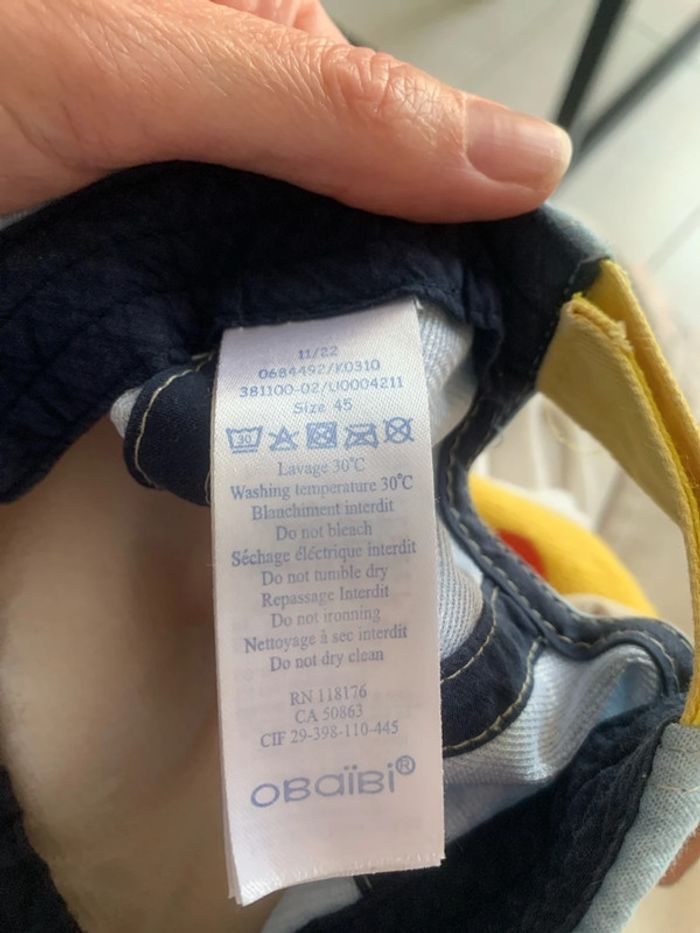 11/22
0684492/K0310
381100-02/U0004211
Size 45
30
Lavage 30°C
Washing temperature 30°C
Blanchiment interdit
Do not bleach
Séchage éléctrique interdit
Do not tumble dry
Repassage Interdit
Do not ironning
Nettoyage à sec interdit
Do not dry clean
RN 118176
CA 50863
CIF 29-398-110-445
OBaïBi®